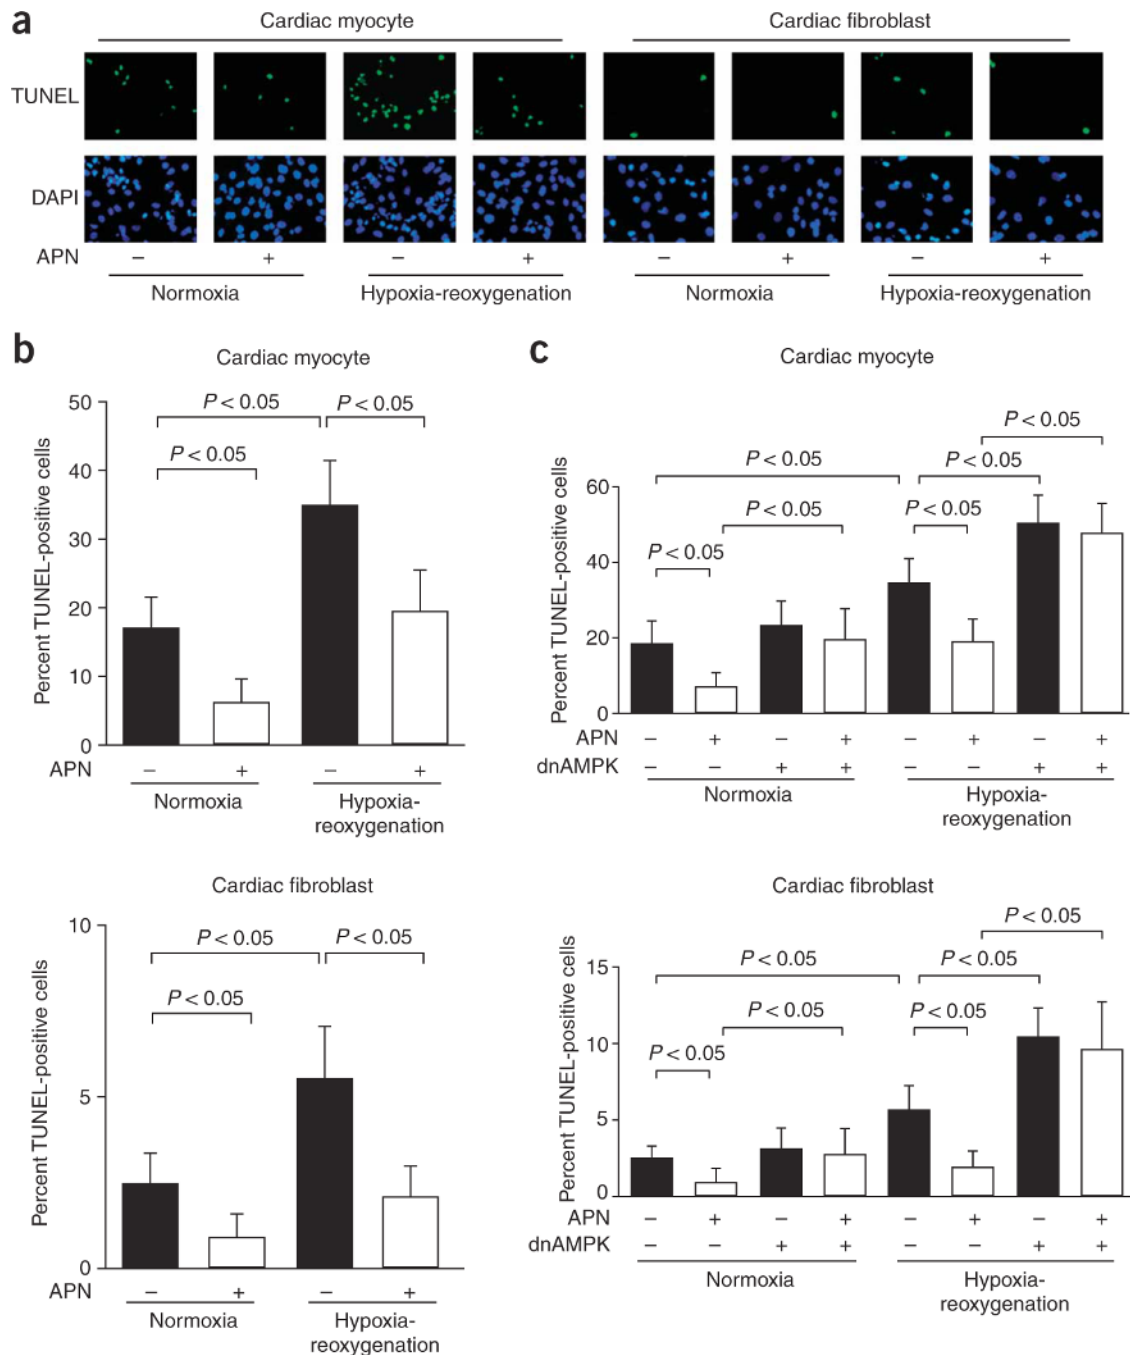 a
Cardiac myocyte Cardiac fibroblast
TUNEL
DAPI
APN − + − + − + − +
Normoxia Hypoxia-reoxygenation Normoxia Hypoxia-reoxygenation
b
Cardiac myocyte
Percent TUNEL-positive cells
50
40
30
20
10
0
P < 0.05
P < 0.05
P < 0.05
APN − + − +
Normoxia Hypoxia-
reoxygenation
Cardiac fibroblast
Percent TUNEL-positive cells
10
5
0
P < 0.05
P < 0.05
P < 0.05
APN − + − +
Normoxia Hypoxia-
reoxygenation
c
Cardiac myocyte
Percent TUNEL-positive cells
60
40
20
0
P < 0.05
P < 0.05
P < 0.05
P < 0.05
P < 0.05
P < 0.05
APN − + − + − + − +
dnAMPK − − + + − − + +
Normoxia Hypoxia-
reoxygenation
Cardiac fibroblast
Percent TUNEL-positive cells
15
10
5
0
P < 0.05
P < 0.05
P < 0.05
P < 0.05
P < 0.05
P < 0.05
APN − + − + − + − +
dnAMPK − − + + − − + +
Normoxia Hypoxia-
reoxygenation